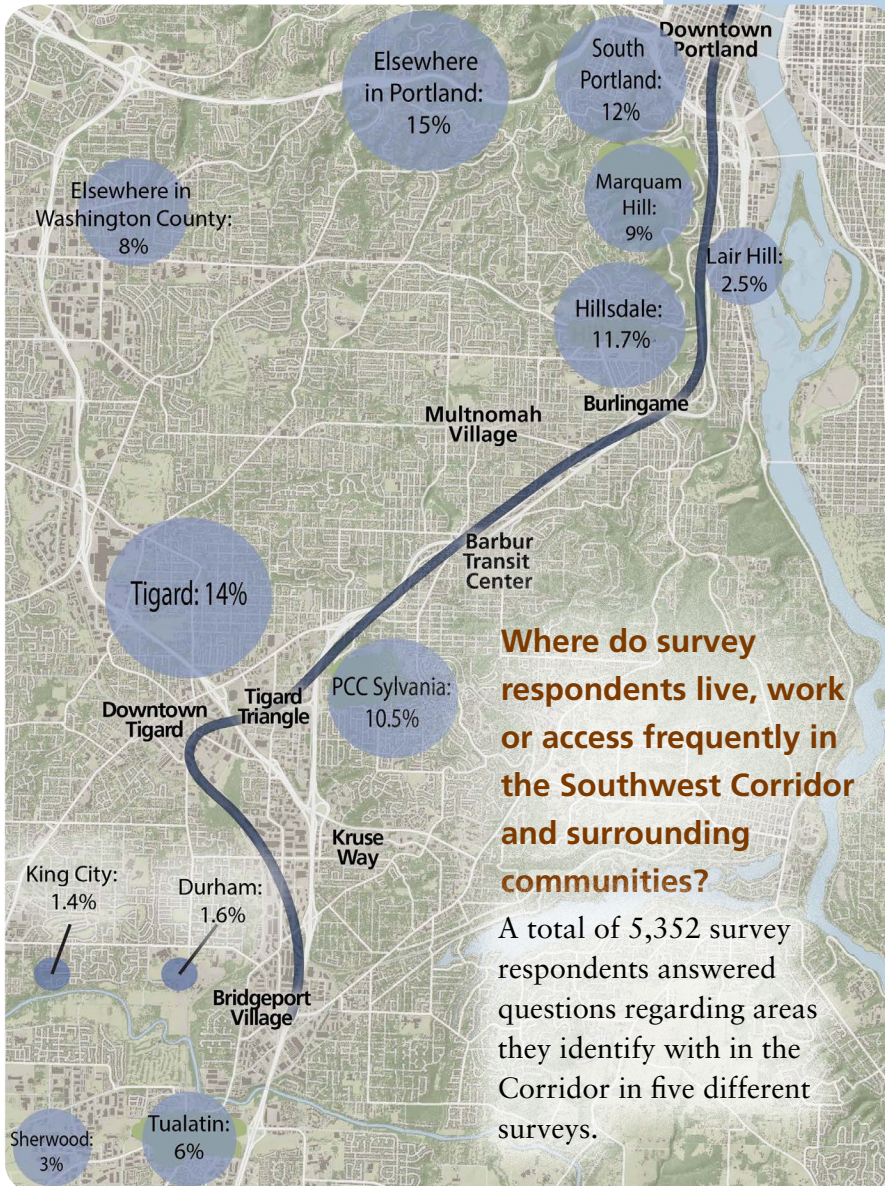 Downtown
Portland
Elsewhere
in Portland:
15%
South
Portland:
12%
Elsewhere in
Washington County:
8%
Marquam
Hill:
9%
Lair Hill:
2.5%
Hillsdale:
11.7%
Burlingame
Multnomah
Village
Barbur
Transit
Center
Tigard: 14%
PCC Sylvania:
10.5%
Tigard
Triangle
Downtown
Tigard
Kruse
Way
King City:
1.4%
Durham:
1.6%
Bridgeport
Village
Sherwood:
3%
Tualatin:
6%
Where do survey
respondents live, work
or access frequently in
the Southwest Corridor
and surrounding
communities?
A total of 5,352 survey
respondents answered
questions regarding areas
they identify with in the
Corridor in five different
surveys.